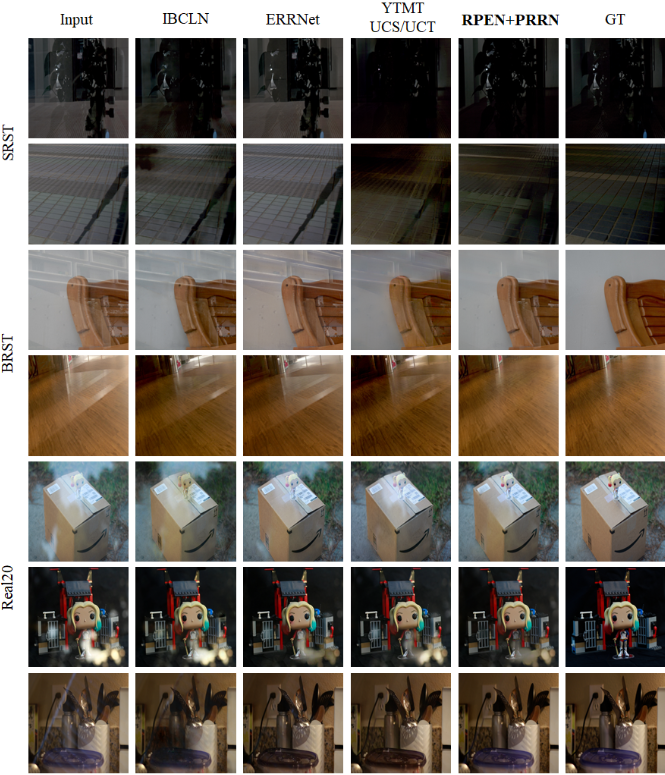 Input
IBCLN
ERRNet
YTMT
UCS/UCT
RPEN+PRRN
GT
SRST
BRST
Real20